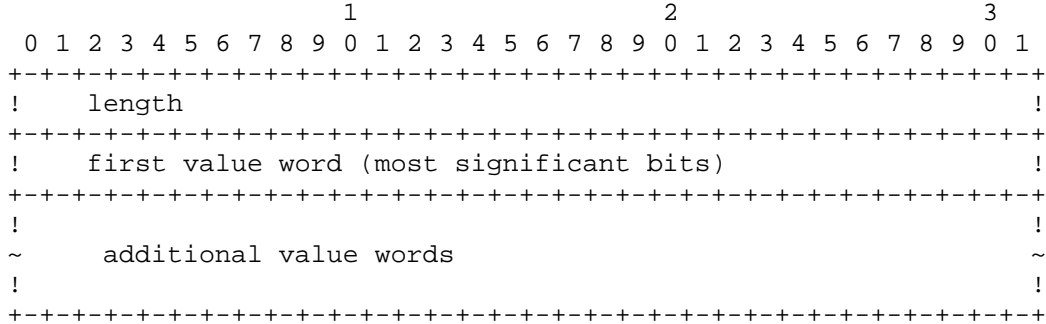 1                   2                   3
 0 1 2 3 4 5 6 7 8 9 0 1 2 3 4 5 6 7 8 9 0 1 2 3 4 5 6 7 8 9 0 1
+-+-+-+-+-+-+-+-+-+-+-+-+-+-+-+-+-+-+-+-+-+-+-+-+-+-+-+-+-+-+-+-+
!    length                                                     !
+-+-+-+-+-+-+-+-+-+-+-+-+-+-+-+-+-+-+-+-+-+-+-+-+-+-+-+-+-+-+-+-+
!    first value word (most significant bits)                   !
+-+-+-+-+-+-+-+-+-+-+-+-+-+-+-+-+-+-+-+-+-+-+-+-+-+-+-+-+-+-+-+-+
!                                                               !
~     additional value words                                    ~
!                                                               !
+-+-+-+-+-+-+-+-+-+-+-+-+-+-+-+-+-+-+-+-+-+-+-+-+-+-+-+-+-+-+-+-+